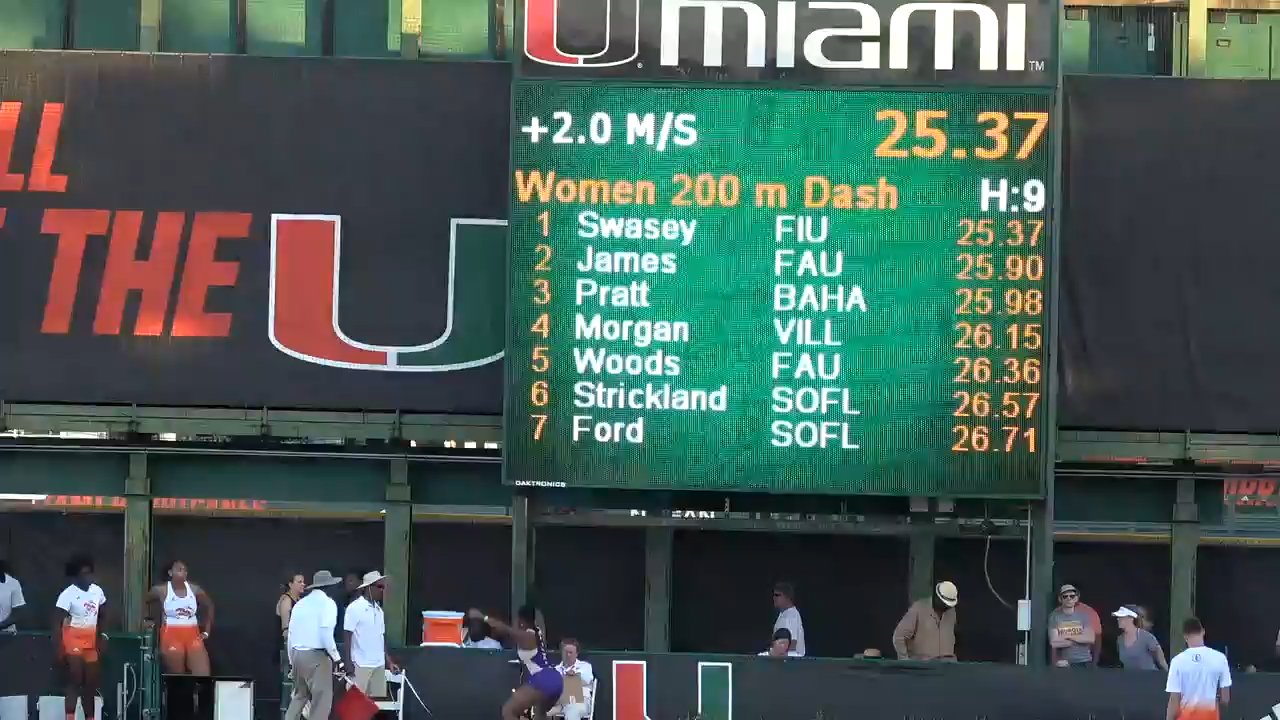 U MIAMI ™
LL
THE U
+2.0 M/S 25.37
Women 200 m Dash H:9
1 Swasey FIU 25.37
2 James FAU 25.90
3 Pratt BAHA 25.98
4 Morgan VILL 26.15
5 Woods FAU 26.36
6 Strickland SOFL 26.57
7 Ford SOFL 26.71
DAKTRONICS
U